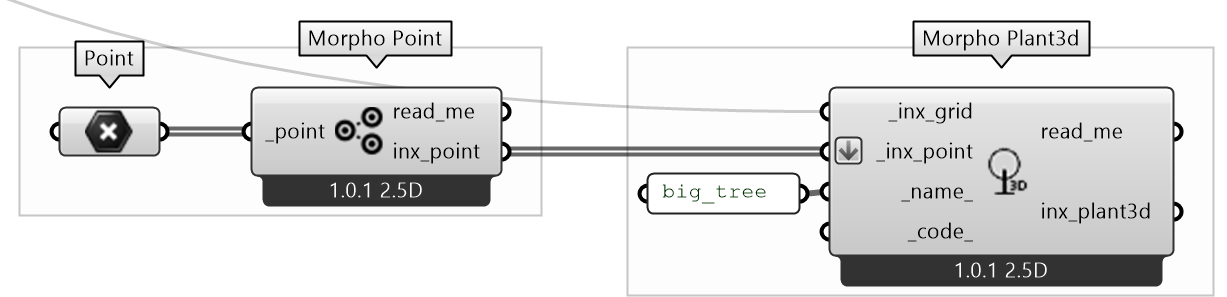 Point
Morpho Point
_point
read_me
inx_point
1.0.1 2.5D
Morpho Plant3d
big_tree
_inx_grid
_inx_point
_name_
_code_
3D
read_me
inx_plant3d
1.0.1 2.5D